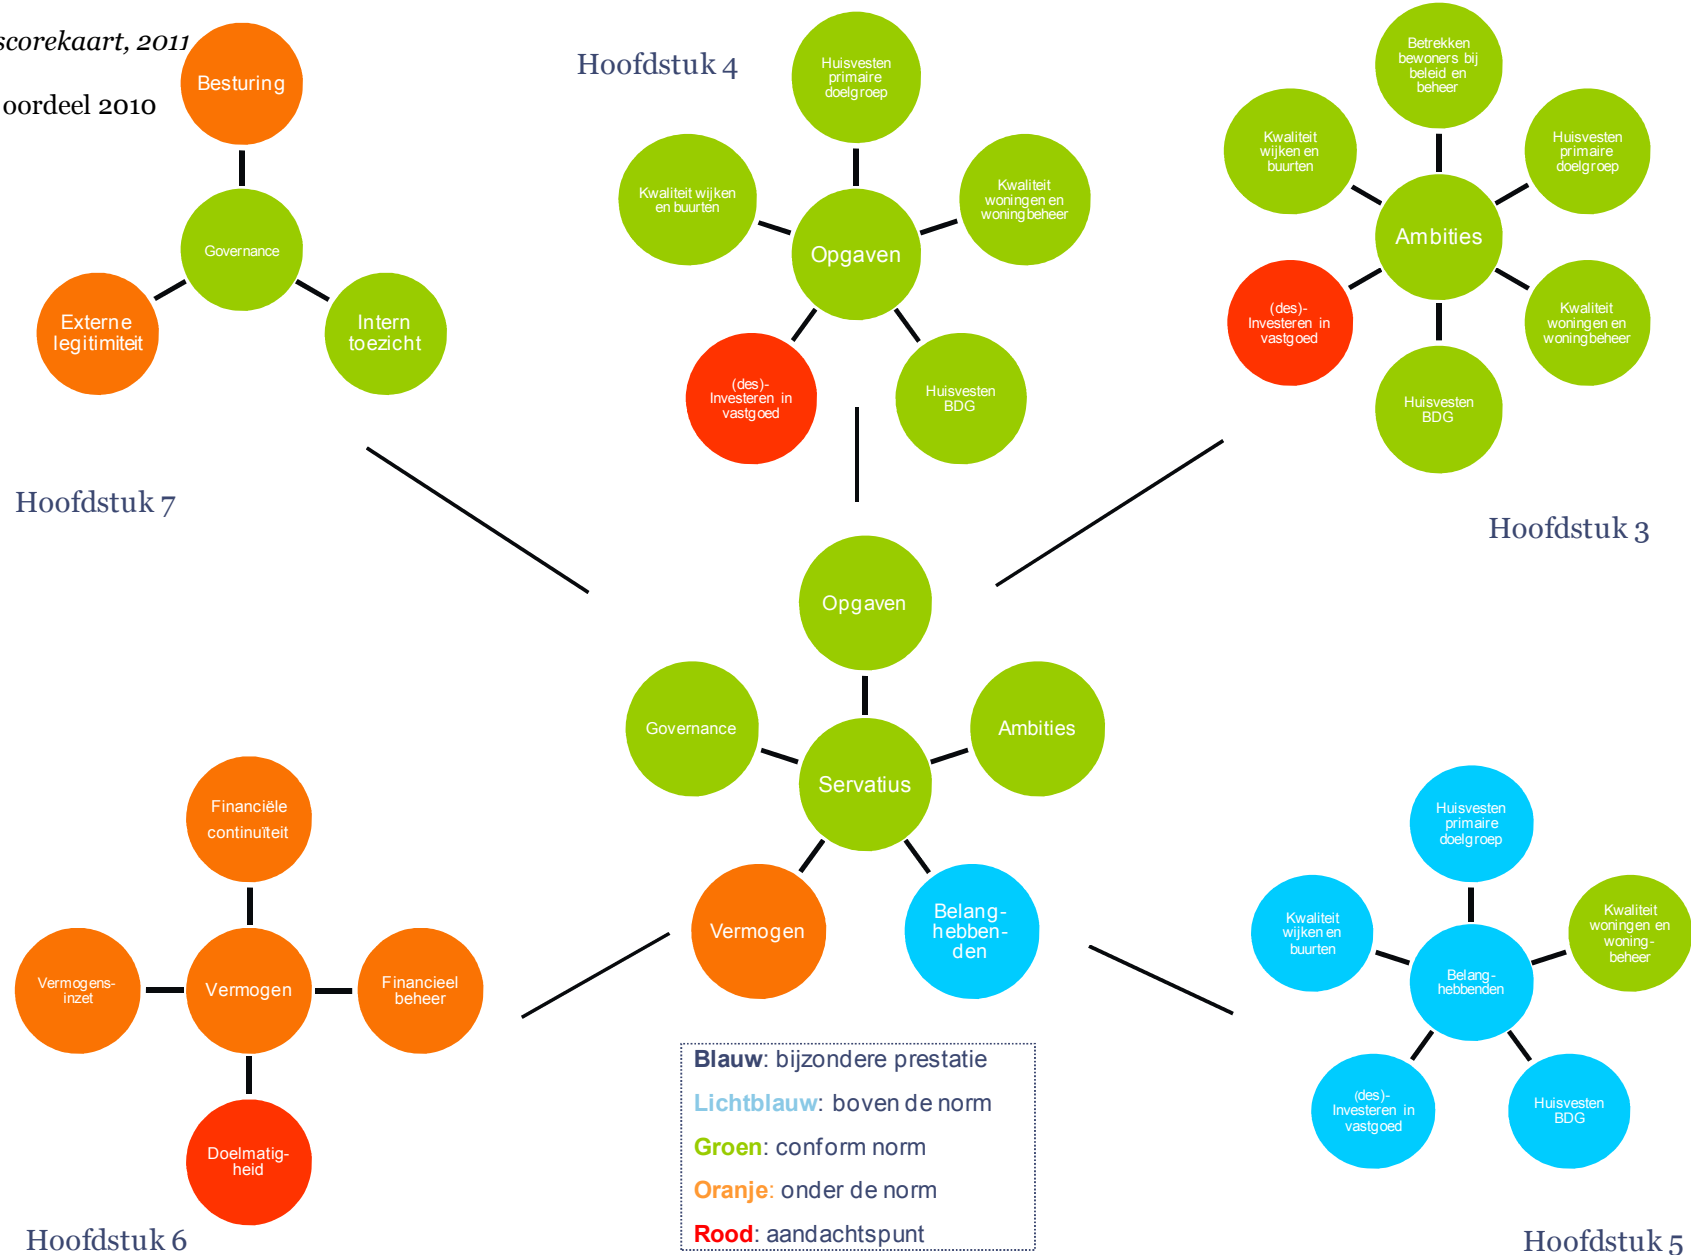 scorekaart, 2011
oordeel 2010
Besturing
Governance
Externe
legitimiteit
Intern
toezicht
Hoofdstuk 7
Hoofdstuk 4
Huisvesten
primaire
doelgroep
Kwaliteit wijken
en buurten
Kwaliteit
woningen en
woningbeheer
Opgaven
(des)-
Investeren in
vastgoed
Huisvesten
BDG
Betrekken
bewoners bij
beleid en
beheer
Kwaliteit
wijken en
buurten
Huisvesten
primaire
doelgroep
Ambities
(des)-
Investeren in
vastgoed
Kwaliteit
woningen en
woningbeheer
Huisvesten
BDG
Hoofdstuk 3
Opgaven
Governance
Ambities
Servatius
Vermogen
Belang-
hebben-
den
Financiële
continuïteit
Vermogens-
inzet
Vermogen
Financieel
beheer
Doelmatig-
heid
Hoofdstuk 6
Blauw: bijzondere prestatie
Lichtblauw: boven de norm
Groen: conform norm
Oranje: onder de norm
Rood: aandachtspunt
Huisvesten
primaire
doelgroep
Kwaliteit
wijken en
buurten
Kwaliteit
woningen en
woning-
beheer
Belang-
hebbenden
(des)-
Investeren in
vastgoed
Huisvesten
BDG
Hoofdstuk 5